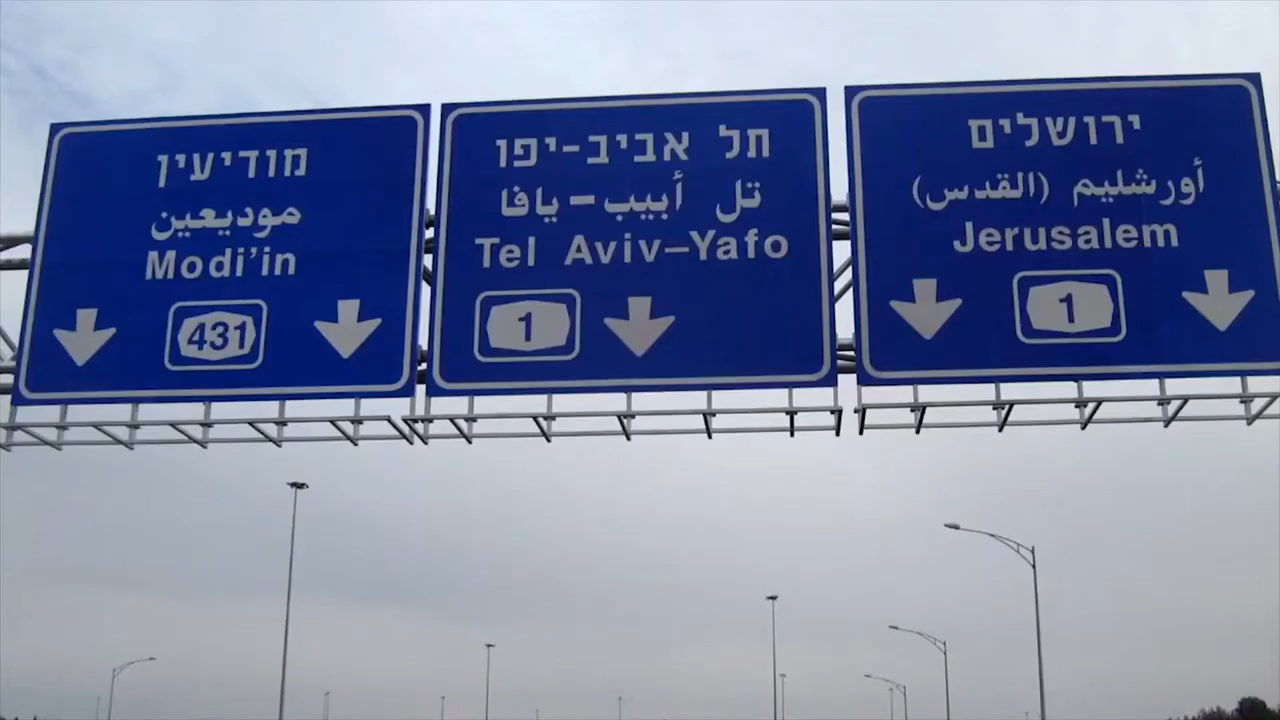 מודיעין
موديعين
Modi'in
431
תל אביב-יפו
تل أبيب - يافا
Tel Aviv–Yafo
1
ירושלים
أورشليم (القدس)
Jerusalem
1